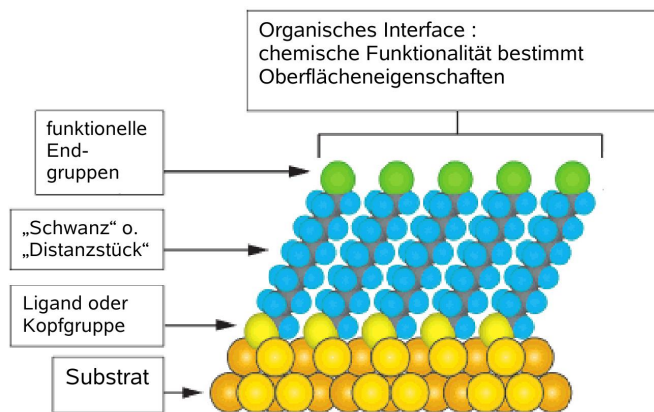 Organisches Interface :
chemische Funktionalität bestimmt
Oberflächeneigenschaften
funktionelle
End-
gruppen
„Schwanz“ o.
„Distanzstück“
Ligand oder
Kopfgruppe
Substrat